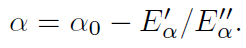 α = α₀ − E′_α/E″_α.